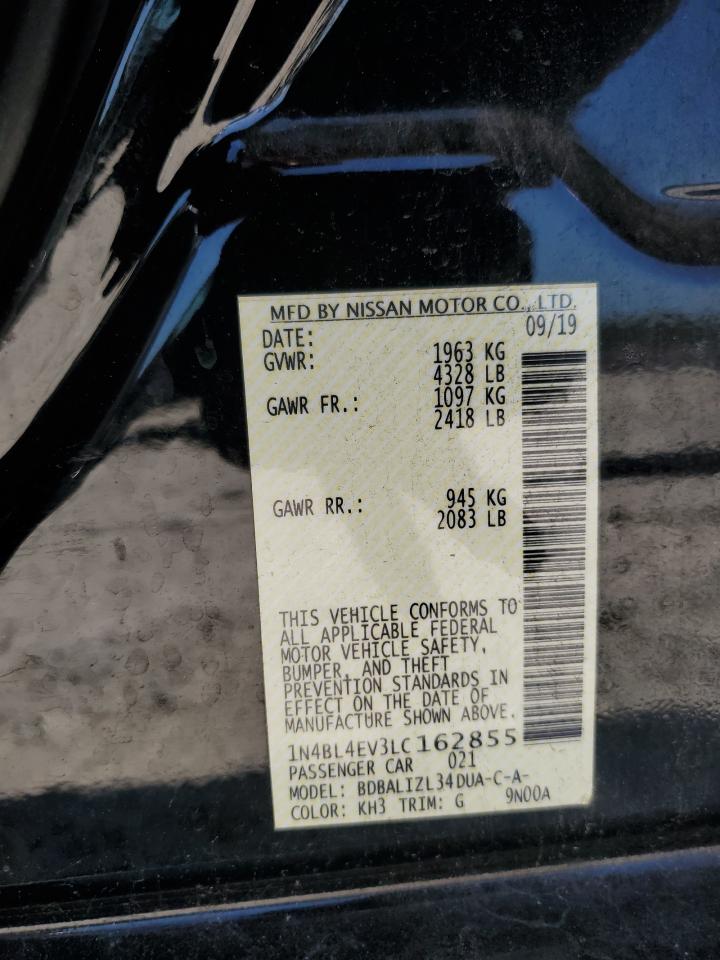 MFD BY NISSAN MOTOR CO., LTD.
DATE: 09/19
GVWR: 1963 KG
4328 LB
GAWR FR.: 1097 KG
2418 LB
GAWR RR.: 945 KG
2083 LB
THIS VEHICLE CONFORMS TO
ALL APPLICABLE FEDERAL
MOTOR VEHICLE SAFETY,
BUMPER, AND THEFT
PREVENTION STANDARDS IN
EFFECT ON THE DATE OF
MANUFACTURE SHOWN ABOVE.
1N4BL4EV3LC162855
PASSENGER CAR 021
MODEL: BDBALIZL34DUA-C-A-
COLOR: KH3 TRIM: G 9N00A